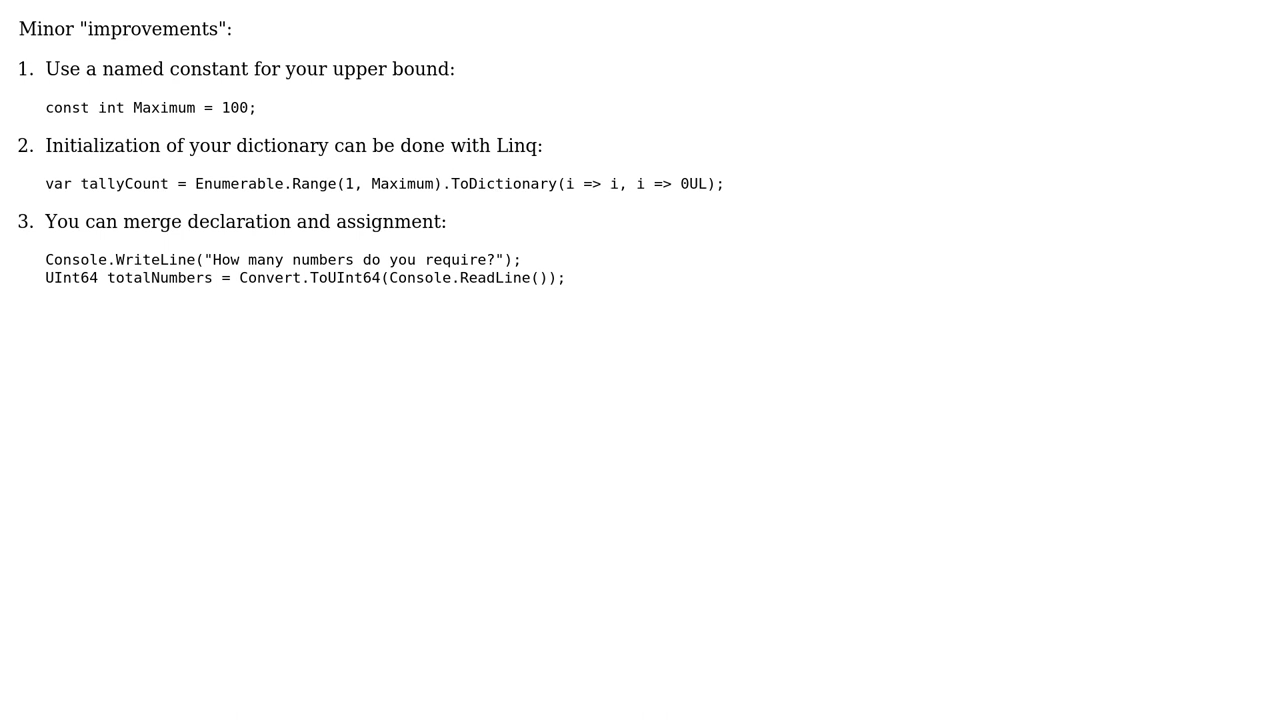 Minor "improvements":
1. Use a named constant for your upper bound:
const int Maximum = 100;
2. Initialization of your dictionary can be done with Linq:
var tallyCount = Enumerable.Range(1, Maximum).ToDictionary(i => i, i => 0UL);
3. You can merge declaration and assignment:
Console.WriteLine("How many numbers do you require?");
UInt64 totalNumbers = Convert.ToUInt64(Console.ReadLine());